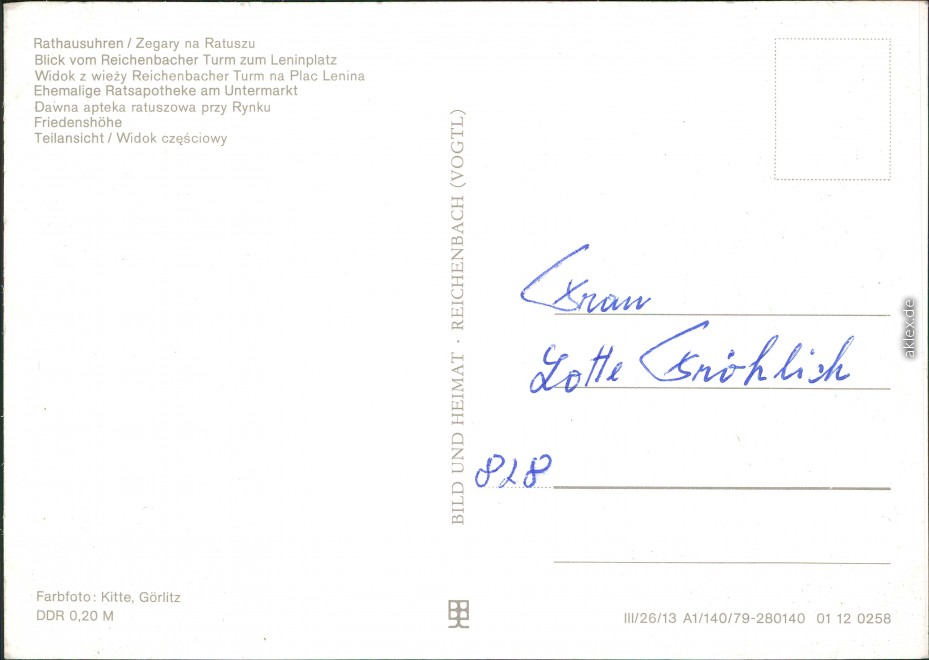 Rathausuhren / Zegary na Ratuszu
Blick vom Reichenbacher Turm zum Leninplatz
Widok z wieży Reichenbacher Turm na Plac Lenina
Ehemalige Ratsapotheke am Untermarkt
Dawna apteka ratuszowa przy Rynku
Friedenshöhe
Teilansicht / Widok częściowy
BILD UND HEIMAT · REICHENBACH (VOGTL)
Frau
Lotte Fröhlich
828
Farbfoto: Kitte, Görlitz
DDR 0,20 M
III/26/13 A1/140/79-280140 01 12 0258
aklex.de